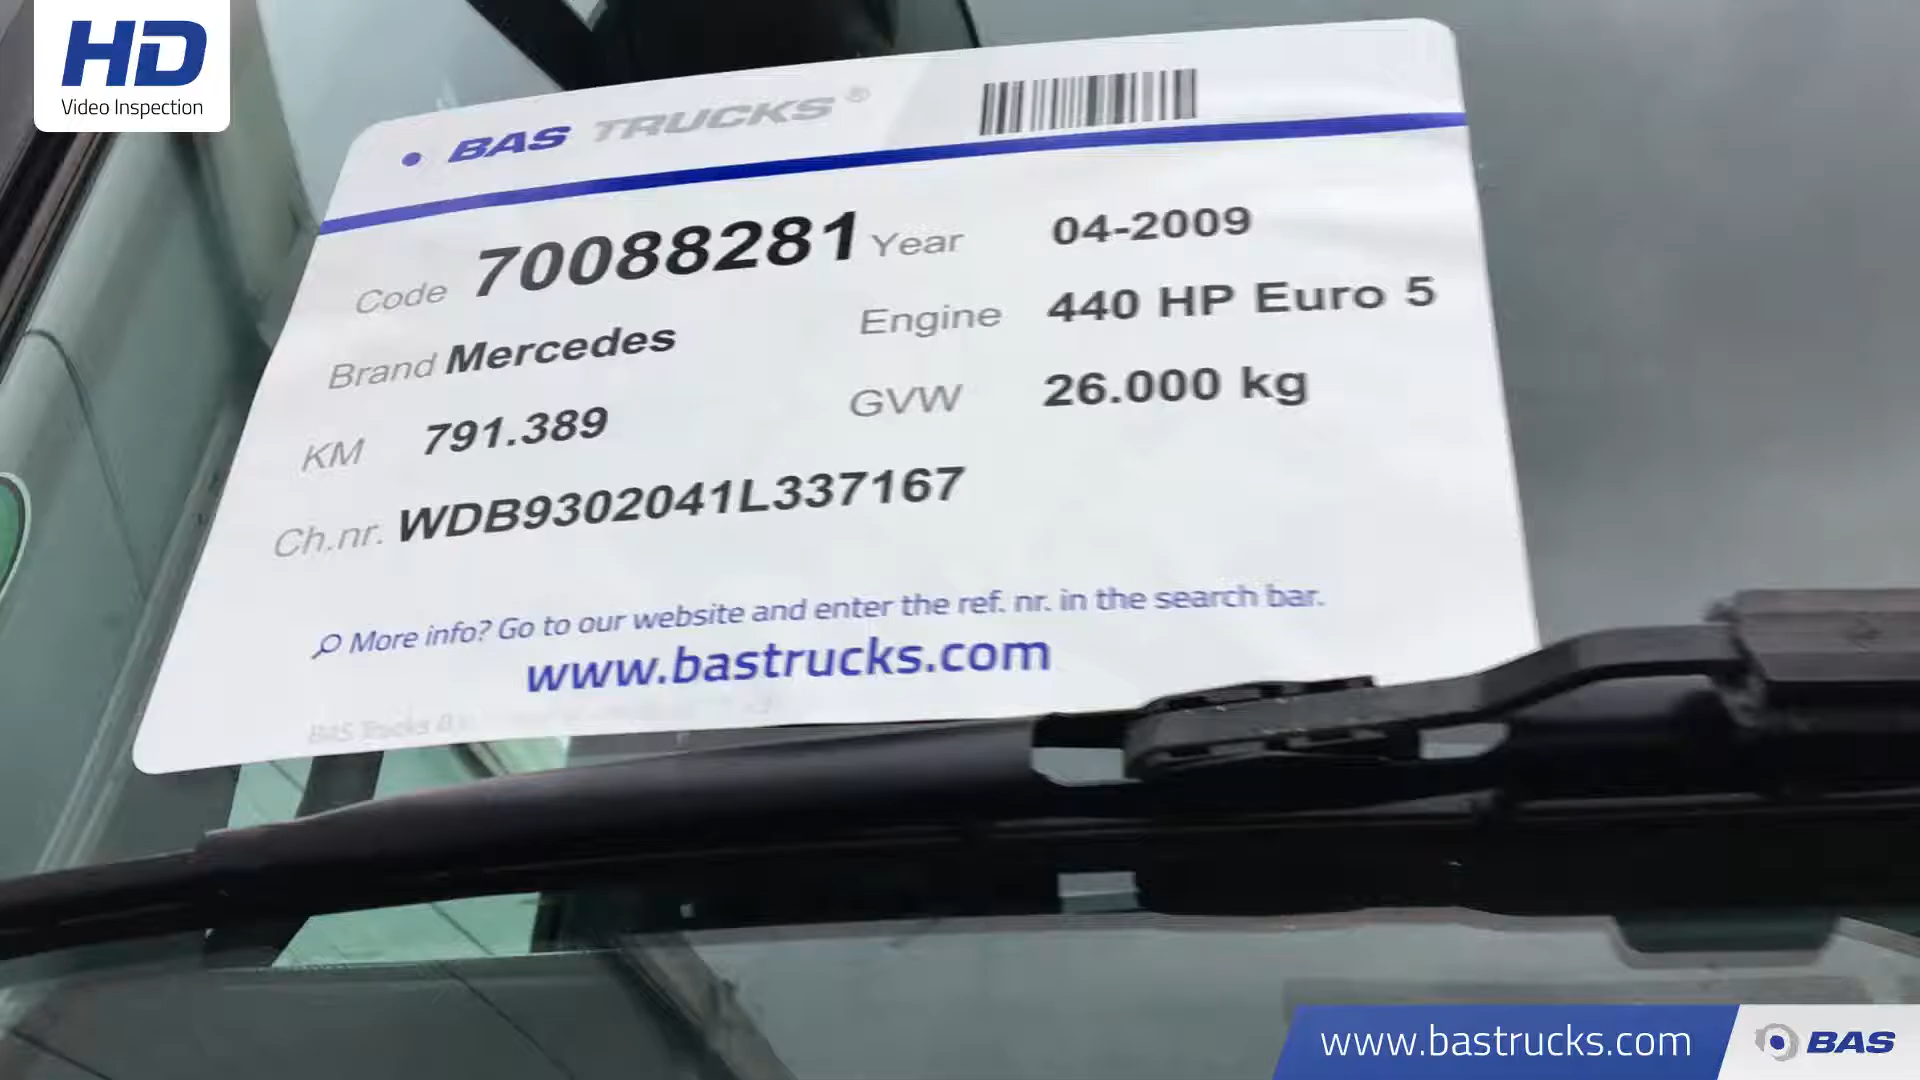 HD
Video Inspection
BAS TRUCKS®
Code 70088281
Year 04-2009
Brand Mercedes
Engine 440 HP Euro 5
KM 791.389
GVW 26.000 kg
Ch.nr. WDB9302041L337167
More info? Go to our website and enter the ref. nr. in the search bar.
www.bastrucks.com
BAS Trucks
www.bastrucks.com
BAS